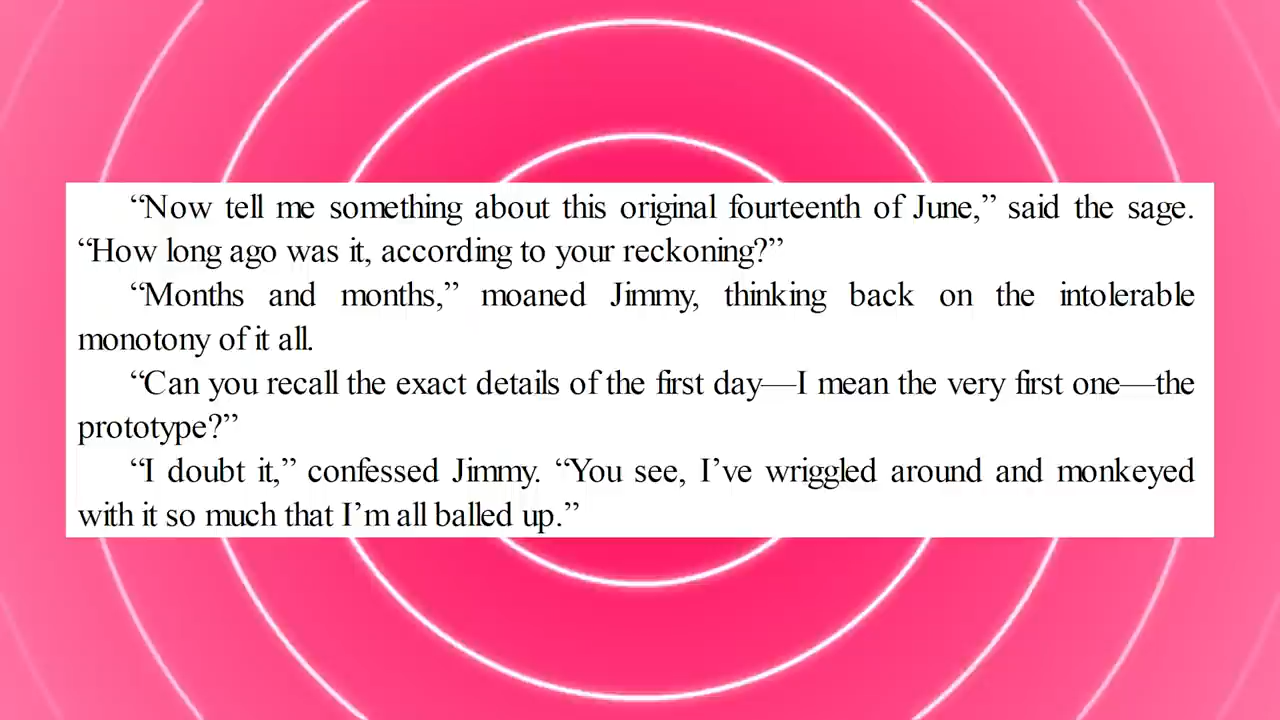 “Now tell me something about this original fourteenth of June,” said the sage.
“How long ago was it, according to your reckoning?”
“Months and months,” moaned Jimmy, thinking back on the intolerable
monotony of it all.
“Can you recall the exact details of the first day—I mean the very first one—the
prototype?”
“I doubt it,” confessed Jimmy. “You see, I’ve wriggled around and monkeyed
with it so much that I’m all balled up.”